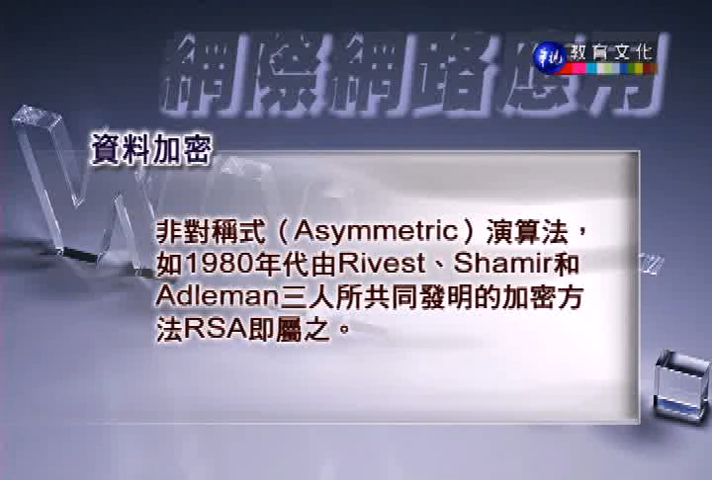 網際網路應用
華視 教育文化
資料加密
非對稱式（Asymmetric）演算法，
如1980年代由Rivest、Shamir和
Adleman三人所共同發明的加密方
法RSA即屬之。